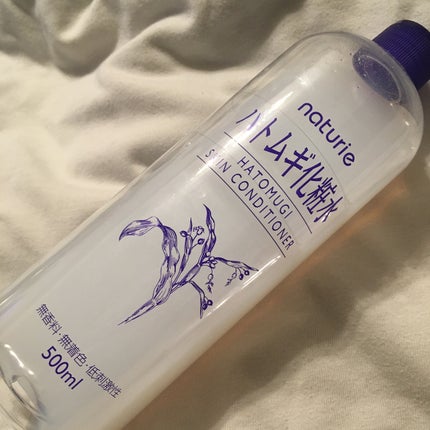 naturie
ハトムギ化粧水
HATOMUGI
SKIN CONDITIONER
無香料・無着色・低刺激性
500ml